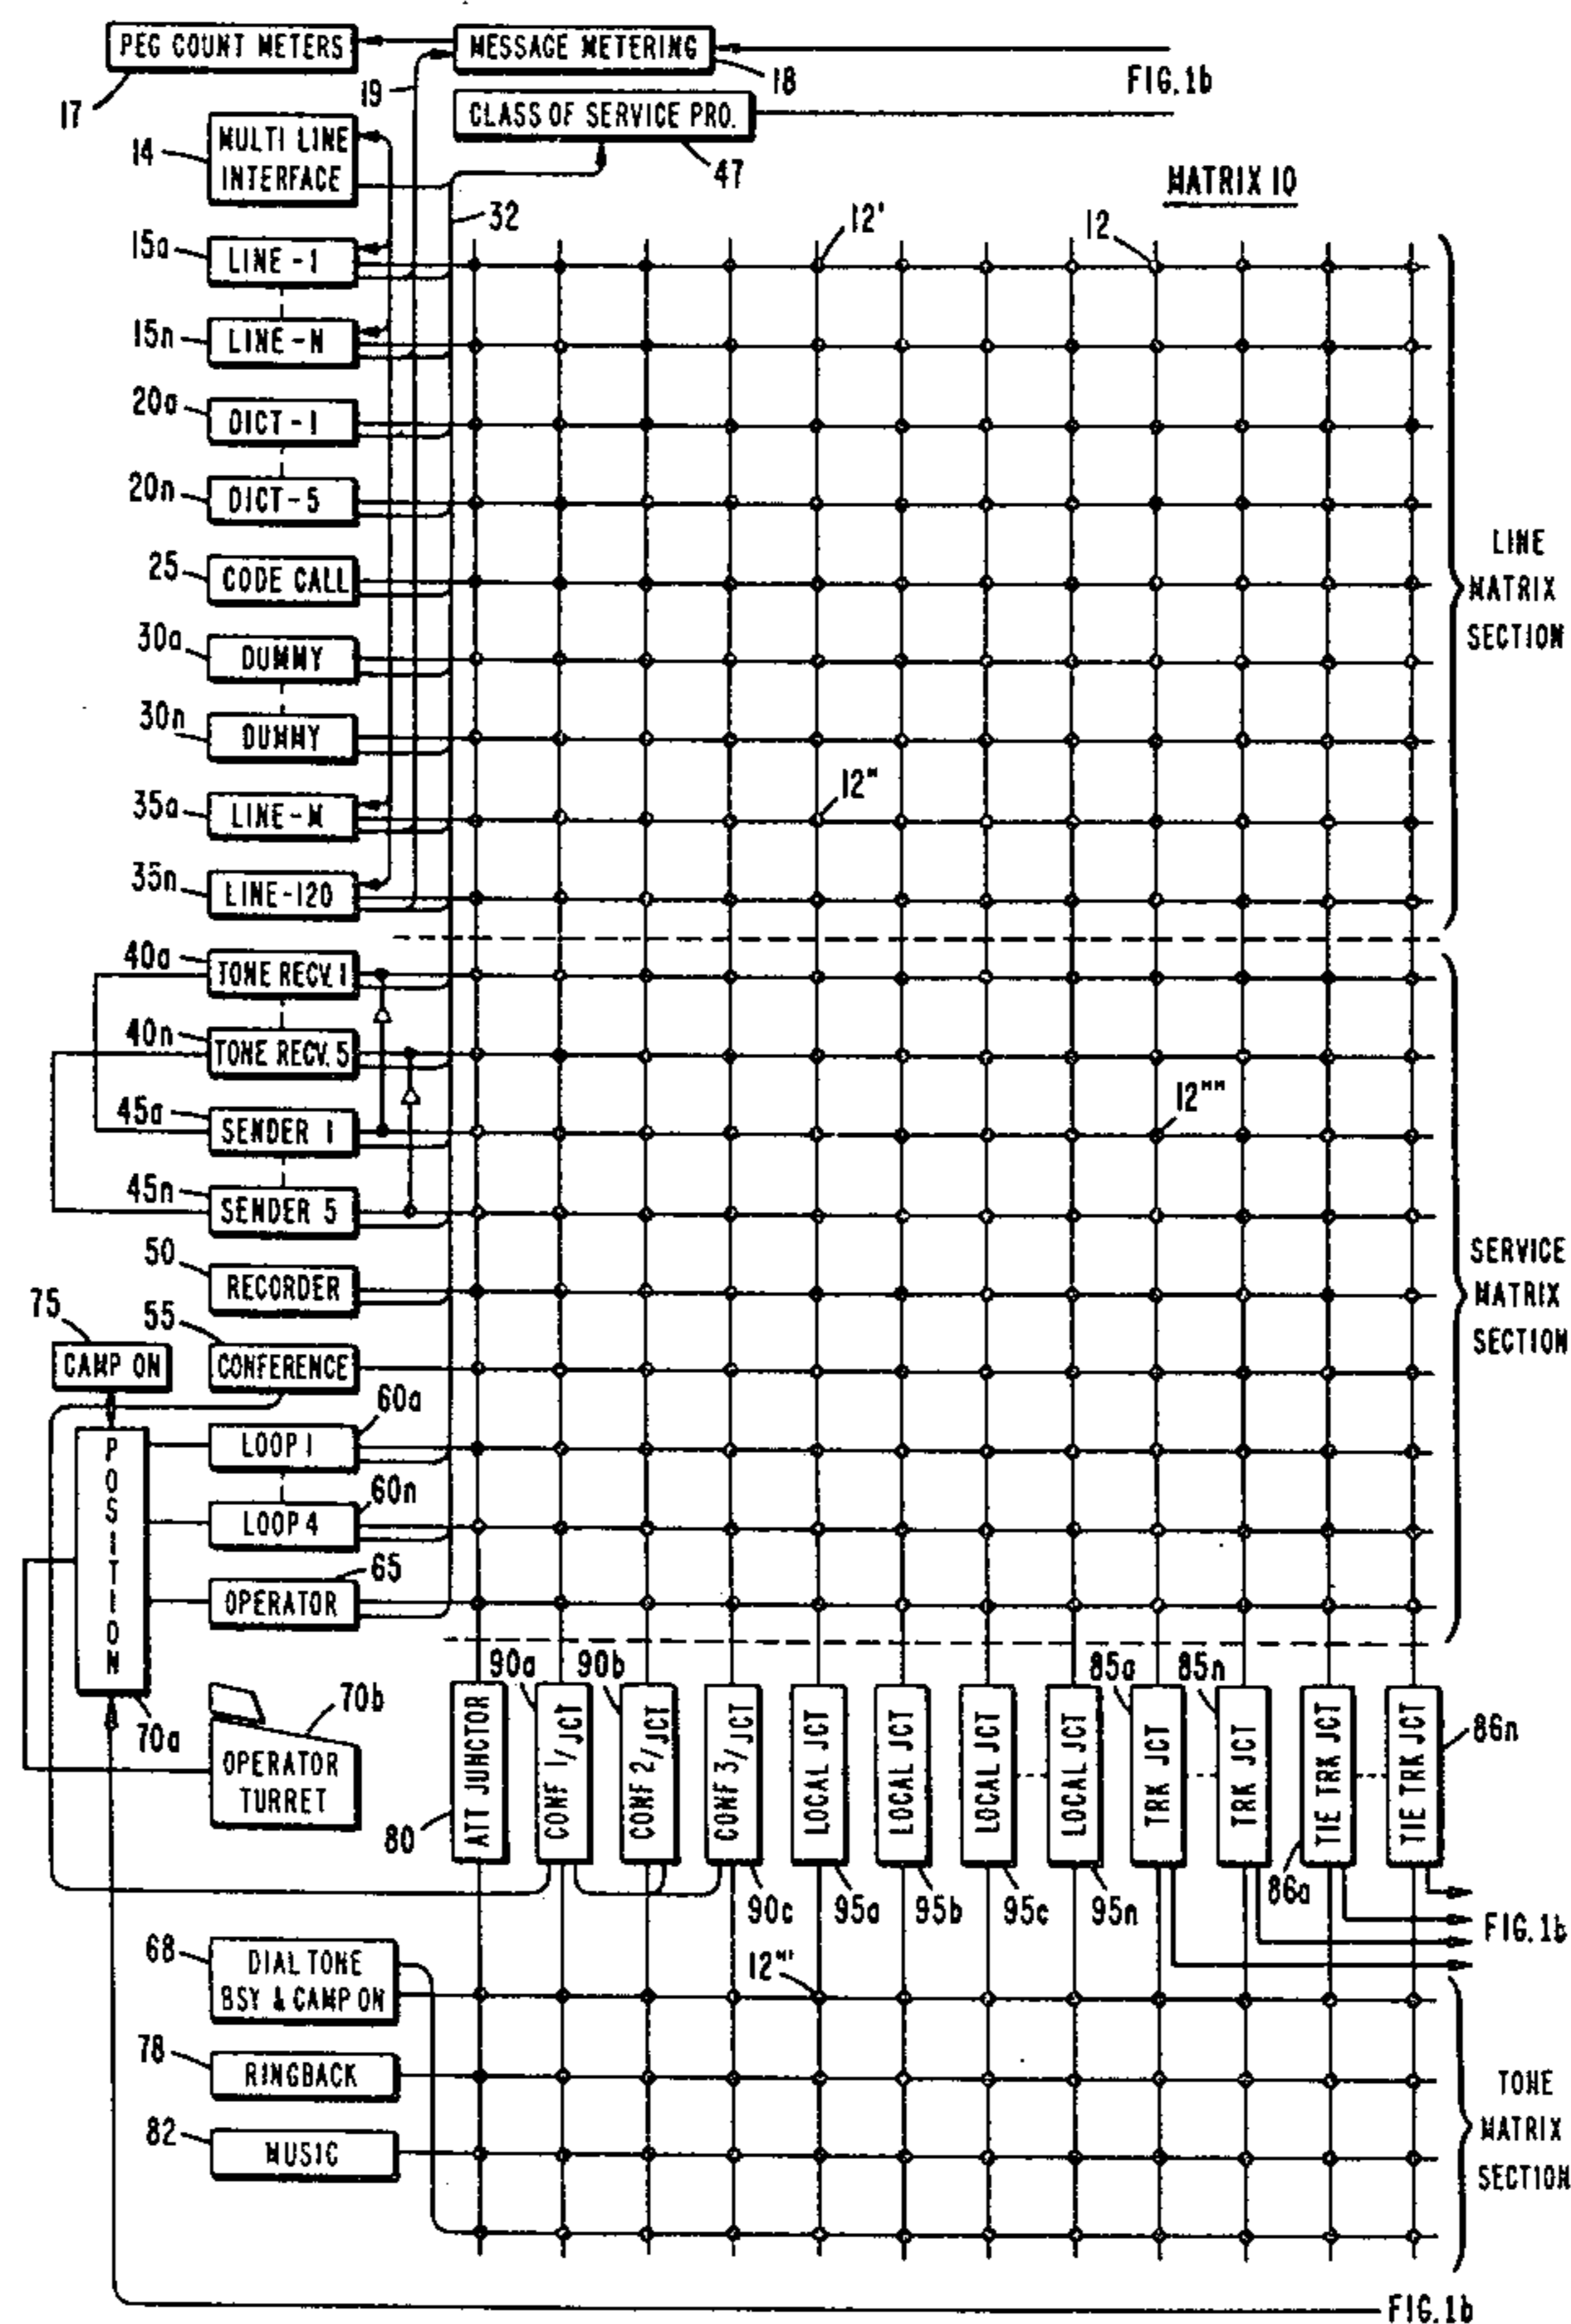 PEG COUNT METERS
MESSAGE METERING
17
19
18
FIG.1b
CLASS OF SERVICE PRO.
47
14
MULTI LINE
INTERFACE
MATRIX 10
32
12'
12
15a
LINE-1
15n
LINE-N
20a
DICT-1
20n
DICT-5
25
CODE CALL
30a
DUMMY
30n
DUMMY
12"
35a
LINE-M
35n
LINE-120
LINE
MATRIX
SECTION
40a
TONE RECV. 1
40n
TONE RECV. 5
45a
SENDER 1
12""
45n
SENDER 5
50
RECORDER
SERVICE
MATRIX
SECTION
75
CAMP ON
55
CONFERENCE
60a
LOOP 1
60n
LOOP 4
65
OPERATOR
POSITION
70a
70b
OPERATOR
TURRET
90a
90b
85a
85n
86n
ATT JUNCTOR
CONF 1/JCT
CONF 2/JCT
CONF 3/JCT
LOCAL JCT
LOCAL JCT
LOCAL JCT
LOCAL JCT
TRK JCT
TRK JCT
TIE TRK JCT
TIE TRK JCT
80
90c
95a
95b
95c
95n
86a
FIG.1b
68
DIAL TONE
BSY & CAMP ON
12"'
78
RINGBACK
82
MUSIC
TONE
MATRIX
SECTION
FIG.1b